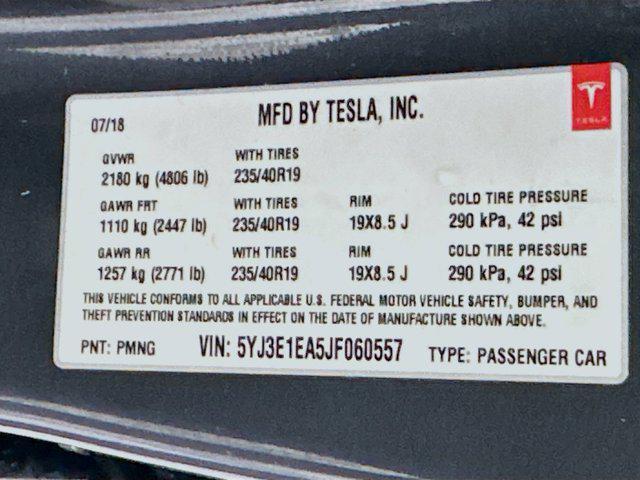 MFD BY TESLA, INC.
TESLA
07/18
GVWR WITH TIRES
2180 kg (4806 lb) 235/40R19
GAWR FRT WITH TIRES RIM COLD TIRE PRESSURE
1110 kg (2447 lb) 235/40R19 19X8.5 J 290 kPa, 42 psi
GAWR RR WITH TIRES RIM COLD TIRE PRESSURE
1257 kg (2771 lb) 235/40R19 19X8.5 J 290 kPa, 42 psi
THIS VEHICLE CONFORMS TO ALL APPLICABLE U.S. FEDERAL MOTOR VEHICLE SAFETY, BUMPER, AND
THEFT PREVENTION STANDARDS IN EFFECT ON THE DATE OF MANUFACTURE SHOWN ABOVE.
PNT: PMNG VIN: 5YJ3E1EA5JF060557 TYPE: PASSENGER CAR